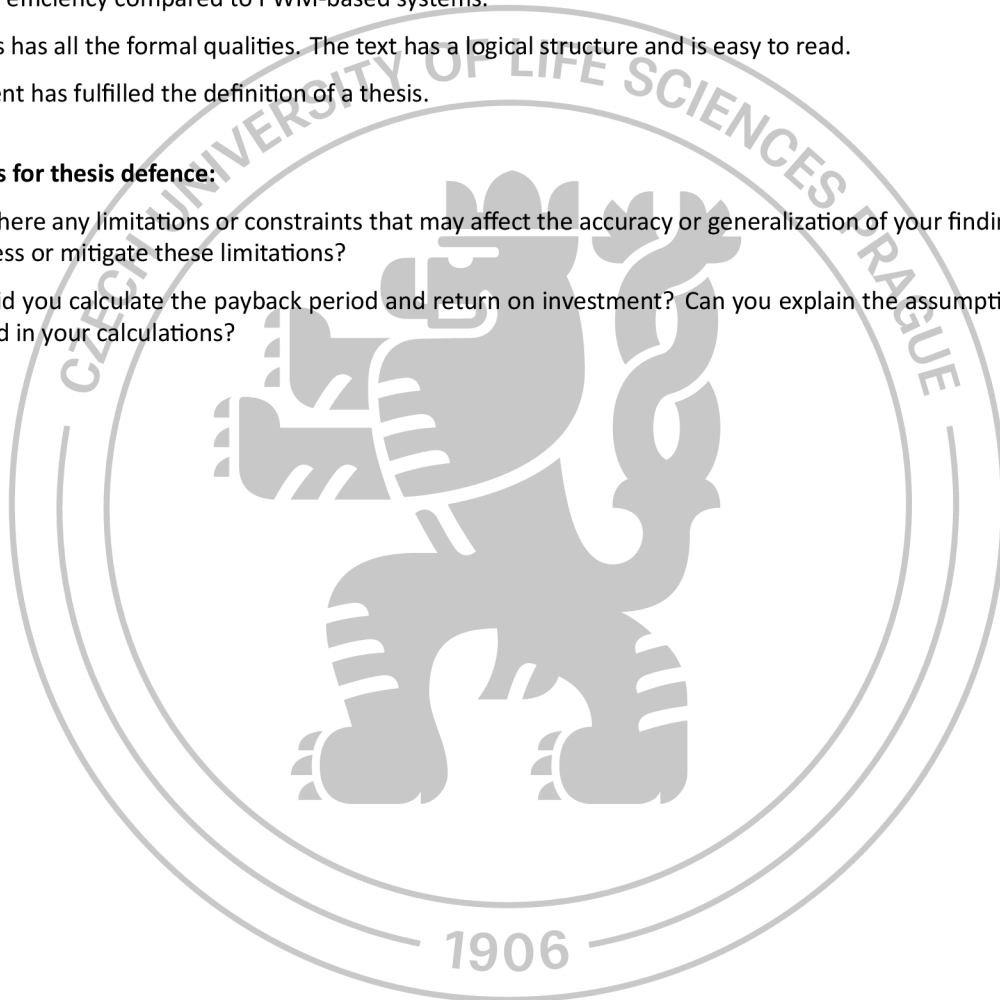 efficiency compared to PWM-based systems.
s has all the formal qualities. The text has a logical structure and is easy to read.
ent has fulfilled the definition of a thesis.
s for thesis defence:
here any limitations or constraints that may affect the accuracy or generalization of your findin
ess or mitigate these limitations?
id you calculate the payback period and return on investment? Can you explain the assumpti
d in your calculations?
CZECH UNIVERSITY OF LIFE SCIENCES PRAGUE
1906